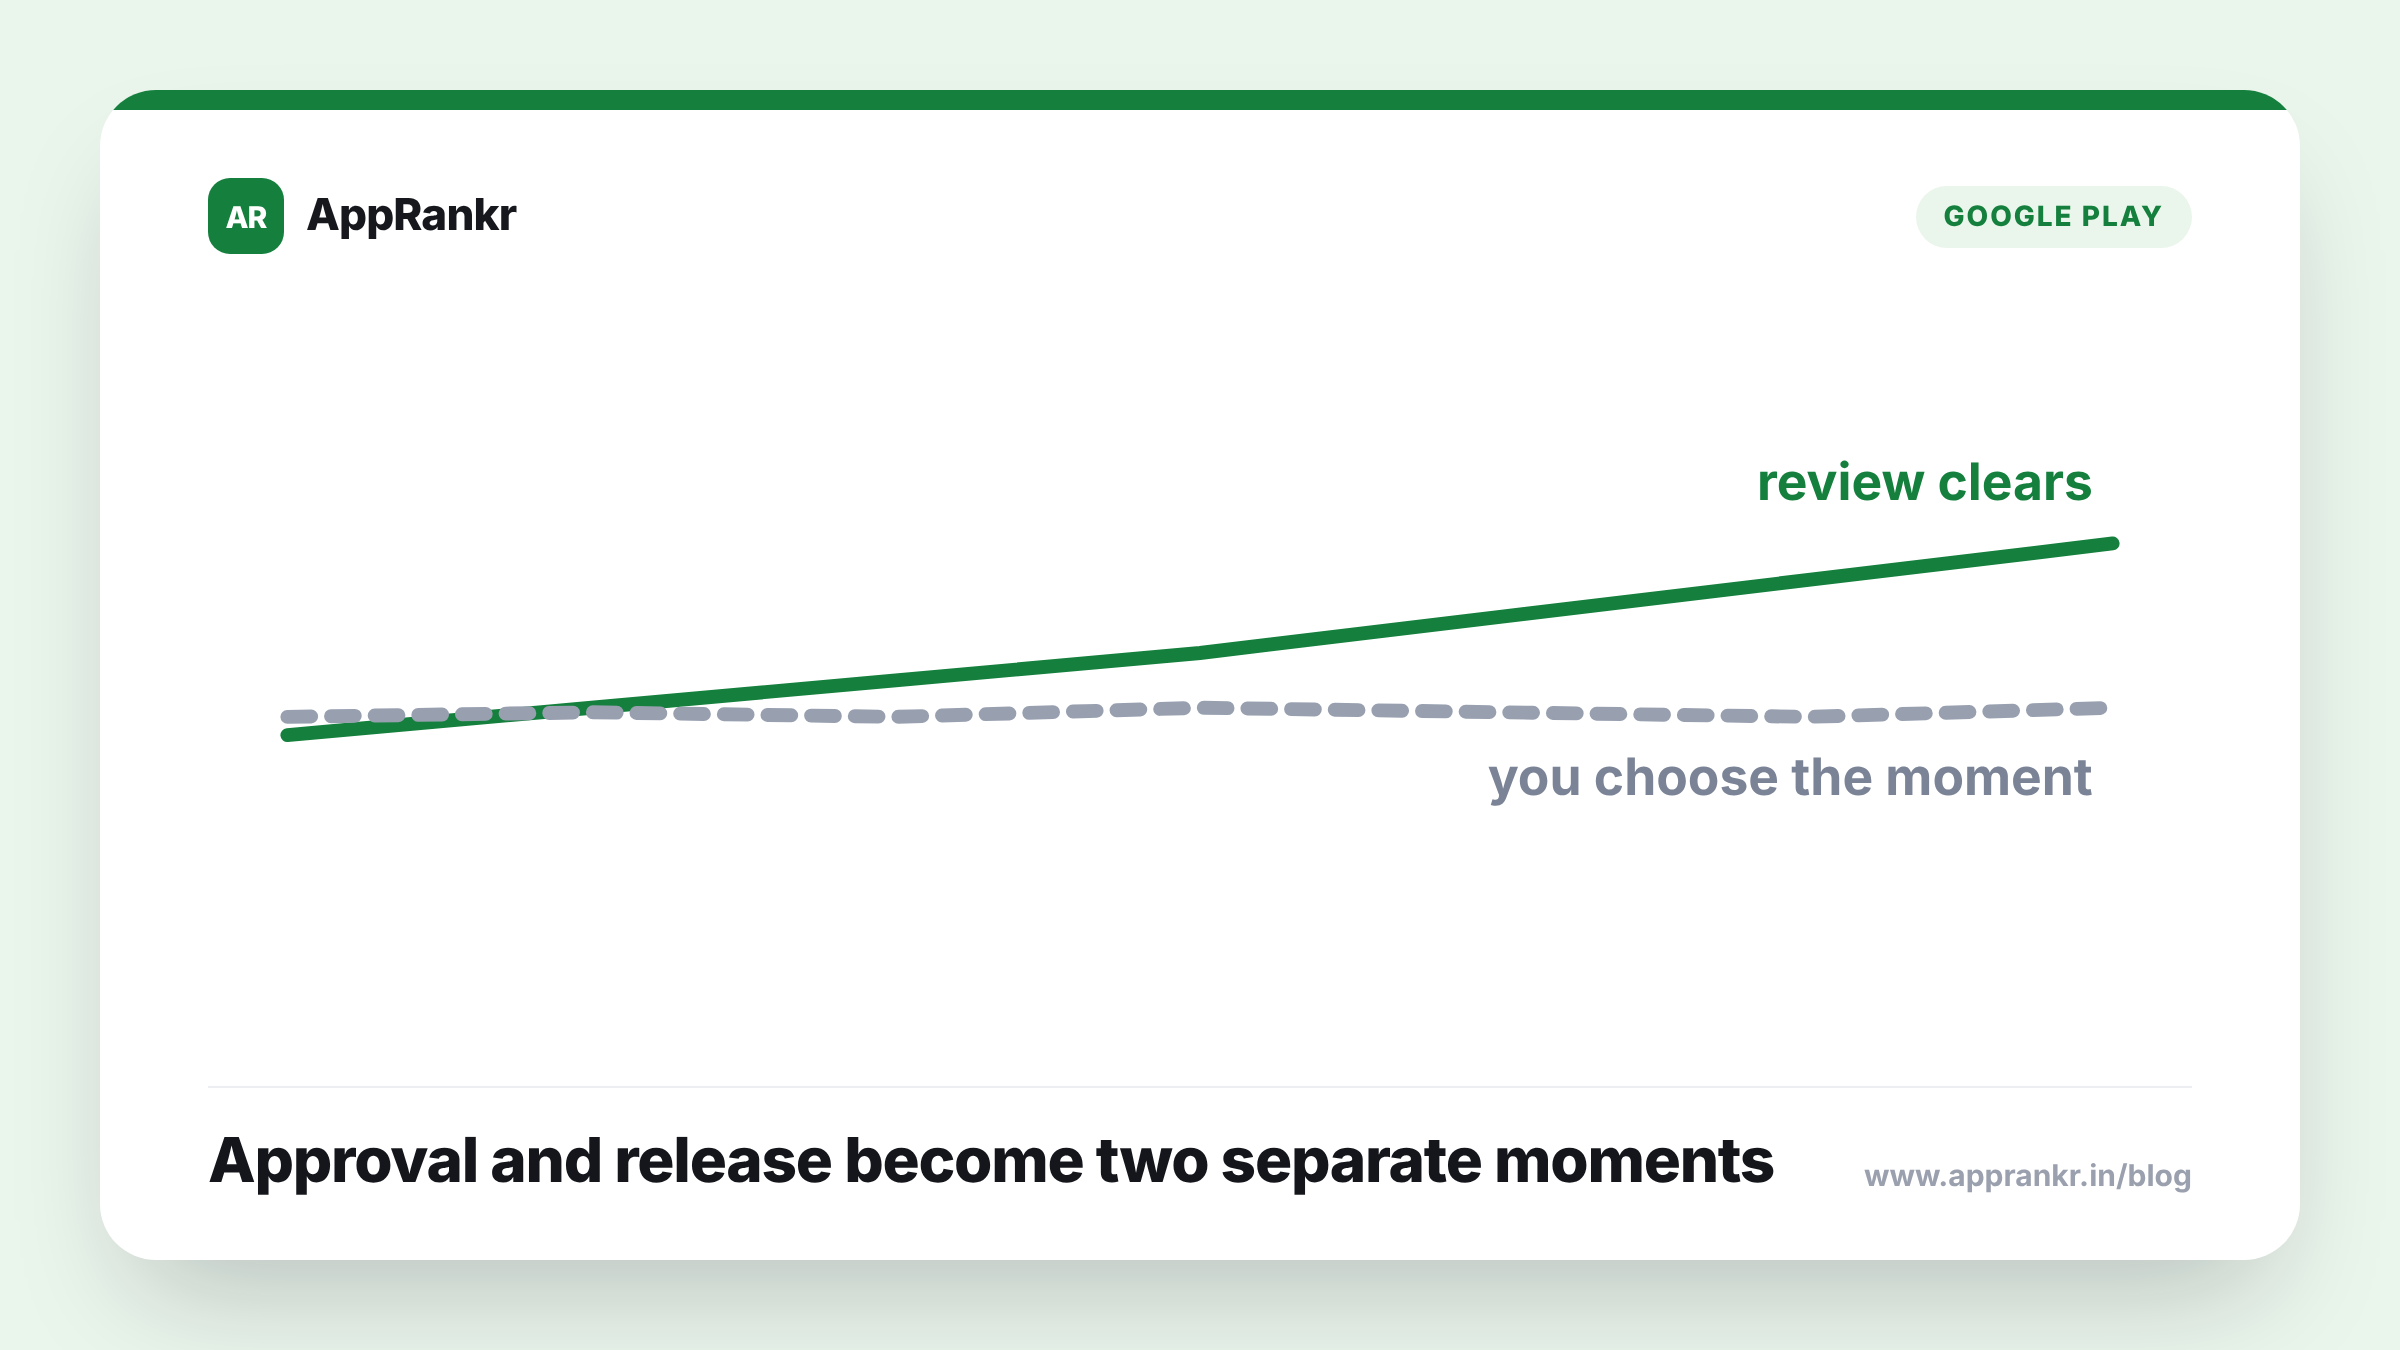 AR AppRankr
GOOGLE PLAY
review clears
you choose the moment
Approval and release become two separate moments
www.apprankr.in/blog